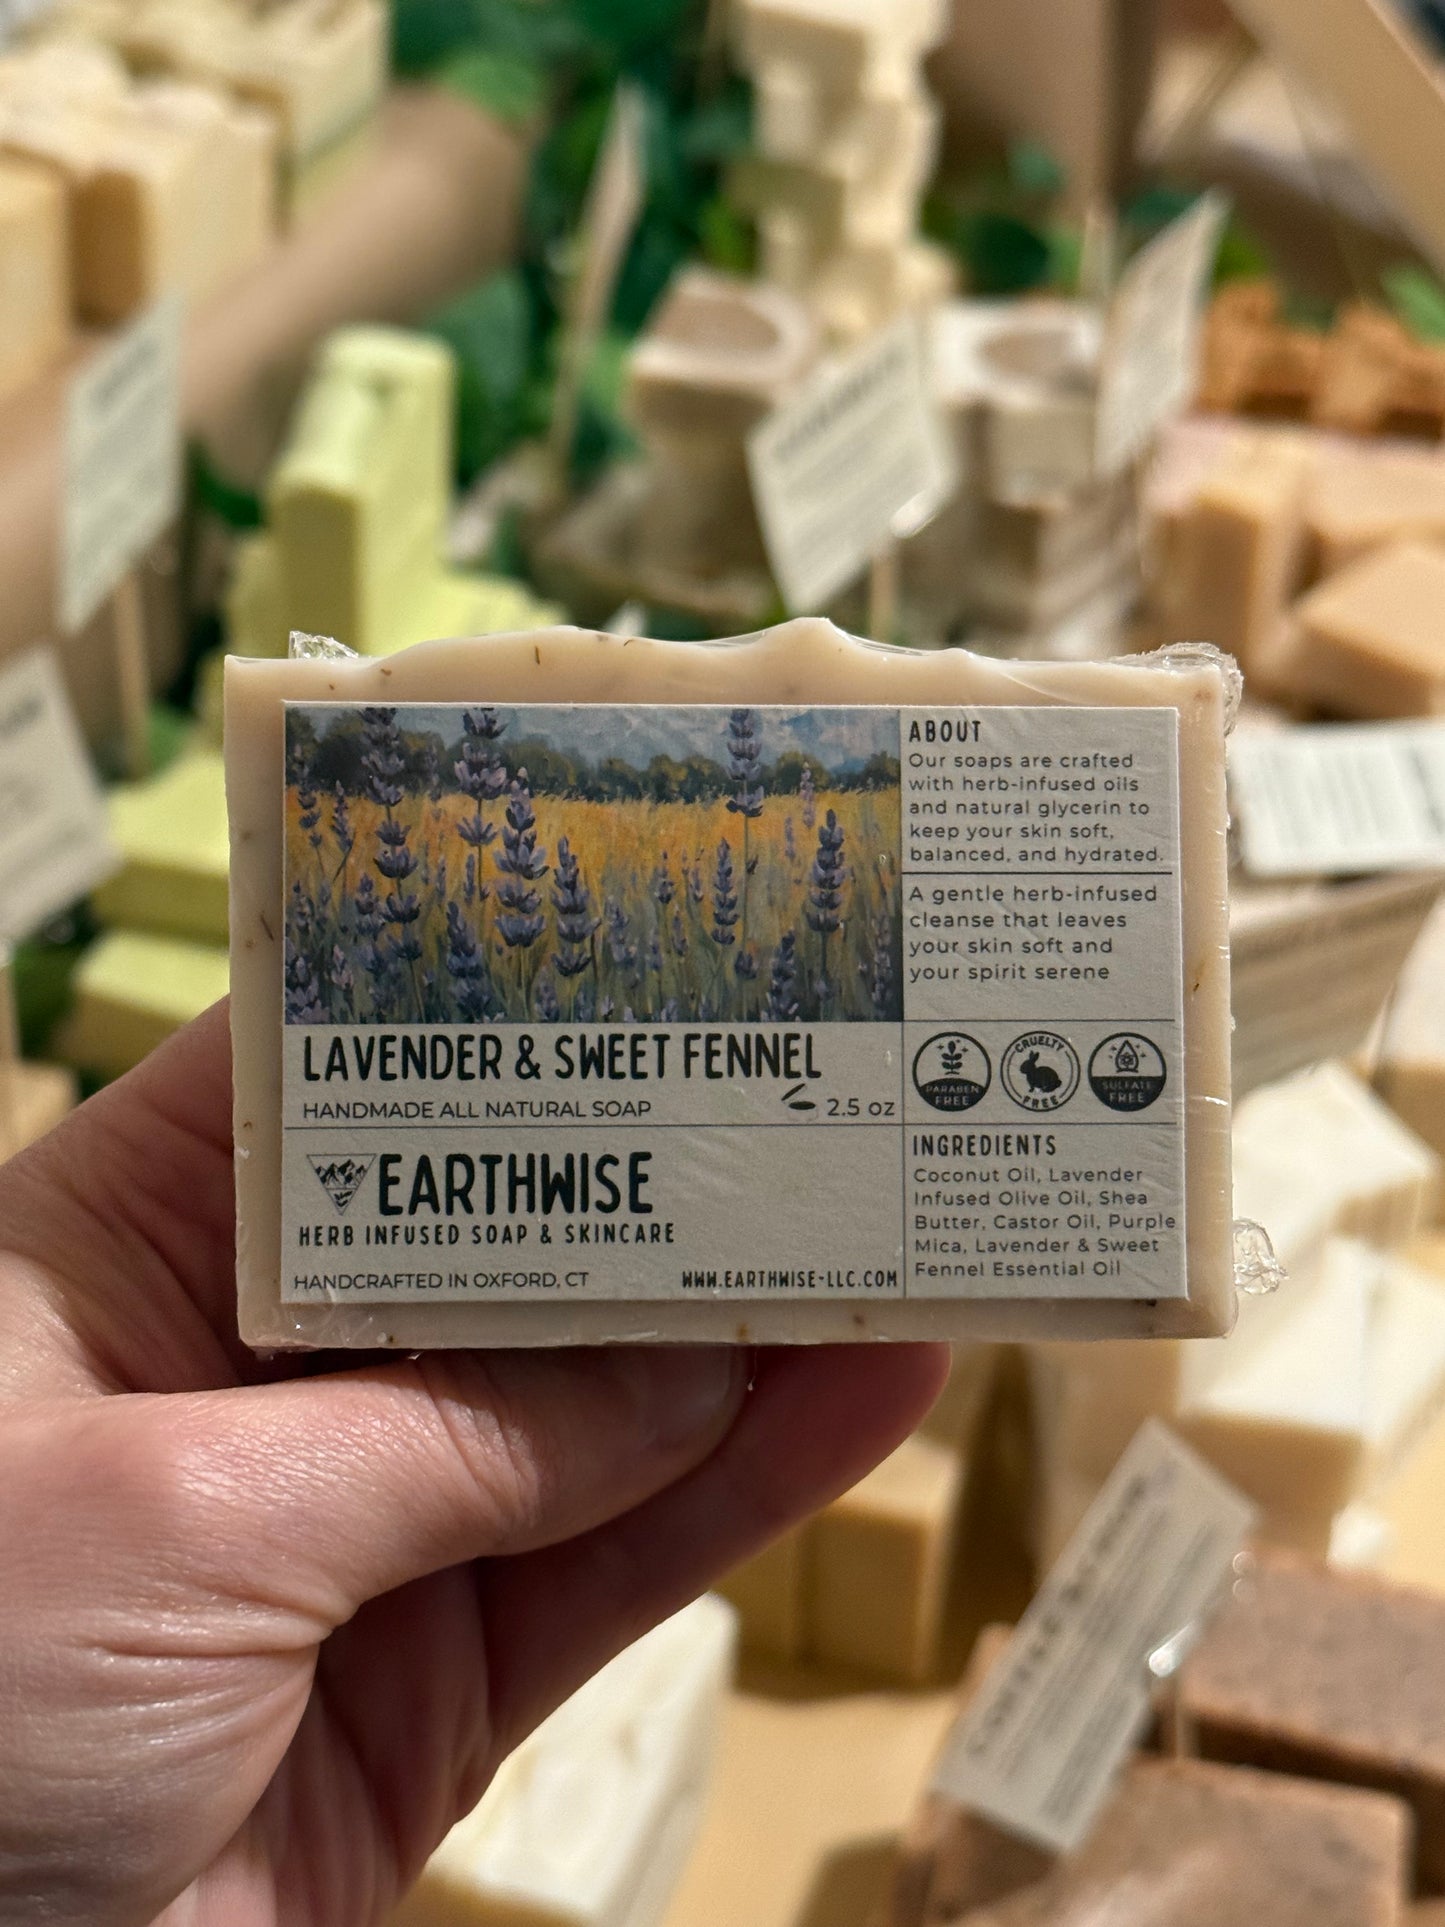 LAVENDER & SWEET FENNEL
HANDMADE ALL NATURAL SOAP
2.5 oz
EARTHWISE
HERB INFUSED SOAP & SKINCARE
HANDCRAFTED IN OXFORD, CT
WWW.EARTHWISE-LLC.COM
ABOUT
Our soaps are crafted
with herb-infused oils
and natural glycerin to
keep your skin soft,
balanced, and hydrated.
A gentle herb-infused
cleanse that leaves
your skin soft and
your spirit serene
PARABEN
FREE
CRUELTY
FREE
SULFATE
FREE
INGREDIENTS
Coconut Oil, Lavender
Infused Olive Oil, Shea
Butter, Castor Oil, Purple
Mica, Lavender & Sweet
Fennel Essential Oil